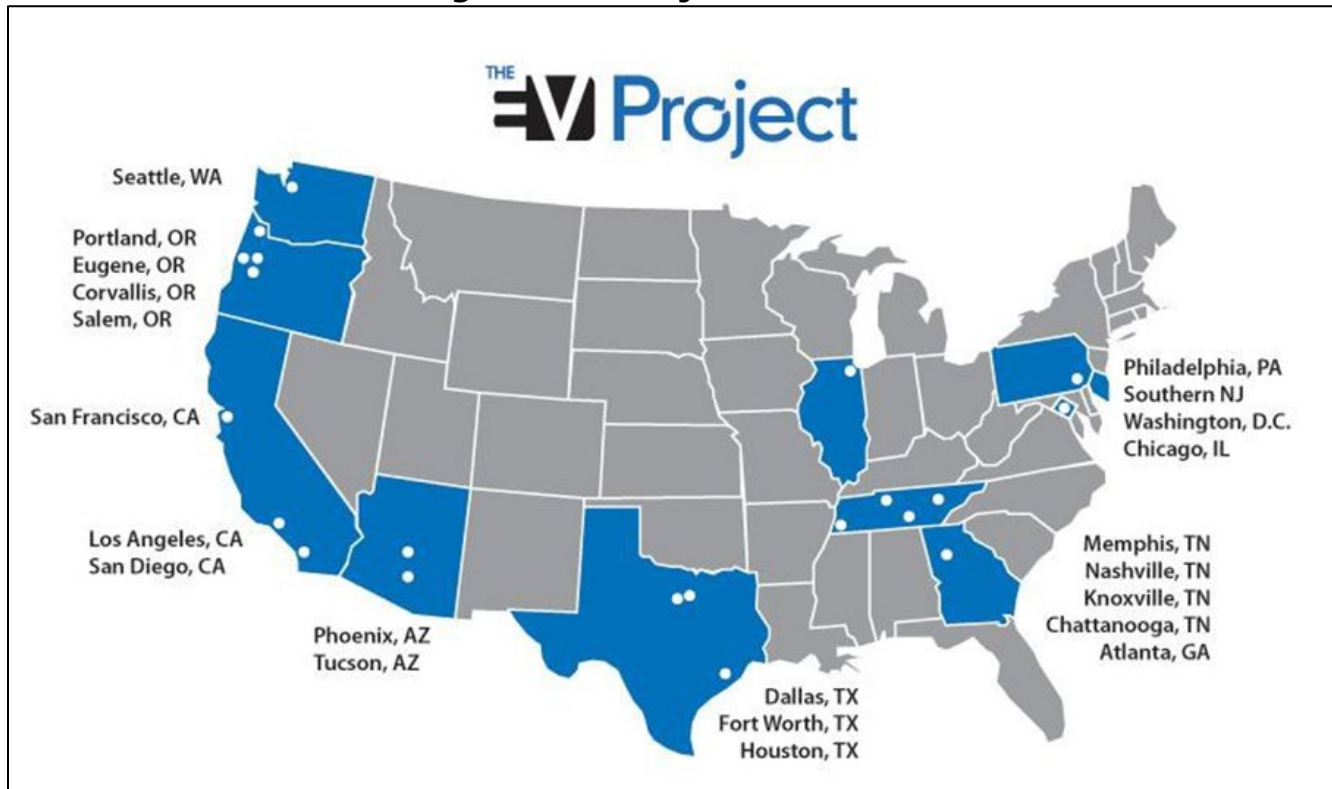 THE
EV Project
Seattle, WA
Portland, OR
Eugene, OR
Corvallis, OR
Salem, OR
San Francisco, CA
Los Angeles, CA
San Diego, CA
Phoenix, AZ
Tucson, AZ
Dallas, TX
Fort Worth, TX
Houston, TX
Philadelphia, PA
Southern NJ
Washington, D.C.
Chicago, IL
Memphis, TN
Nashville, TN
Knoxville, TN
Chattanooga, TN
Atlanta, GA